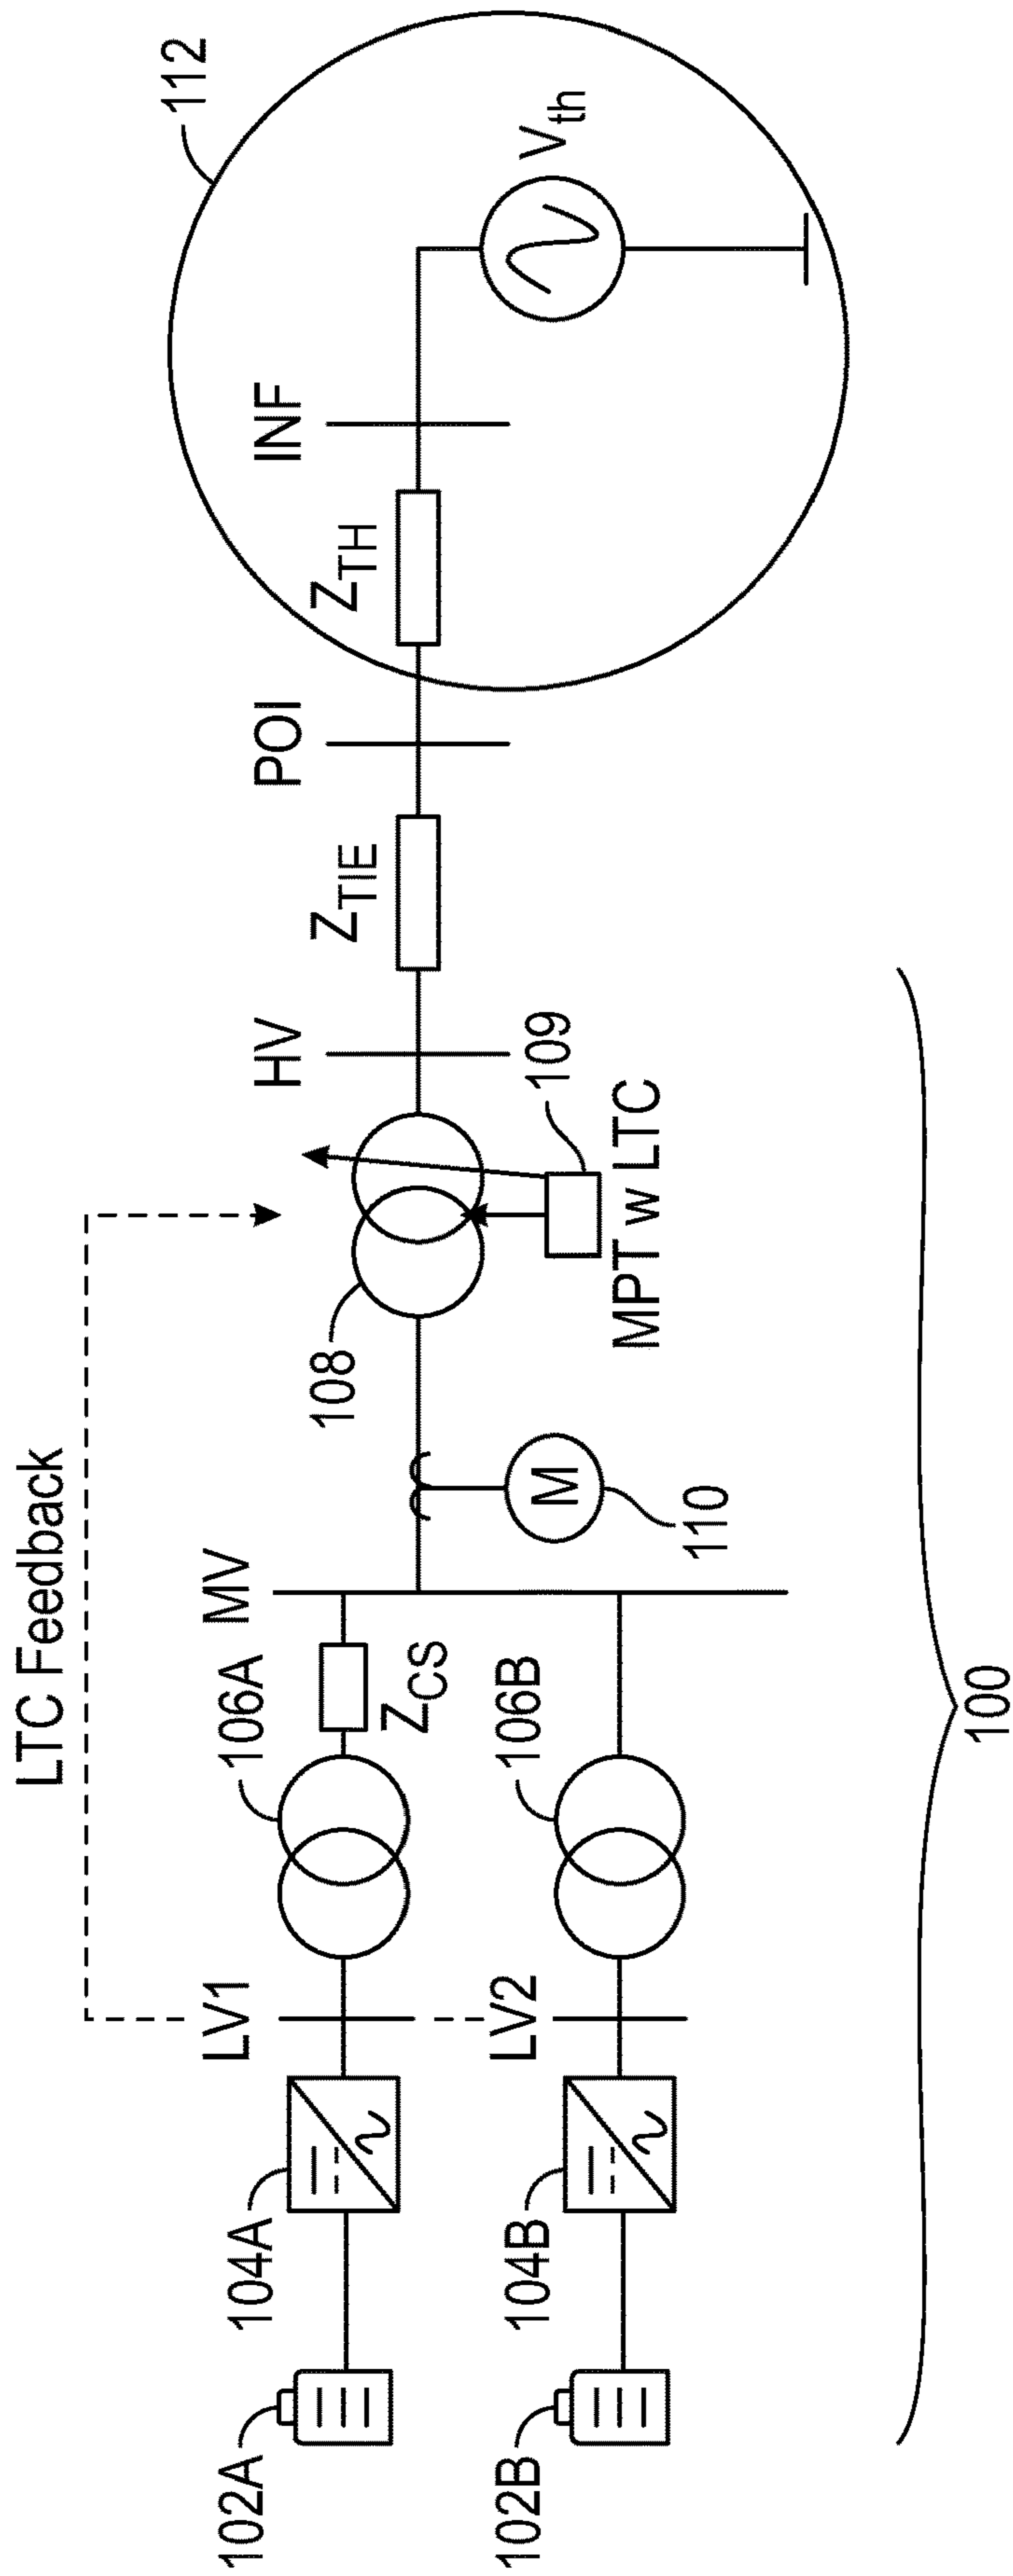 LTC Feedback
102A
104A
LV1
106A
Z_CS
MV
108
HV
Z_TIE
POI
Z_TH
INF
112
V_th
102B
104B
LV2
106B
M
110
MPT w LTC
109
100